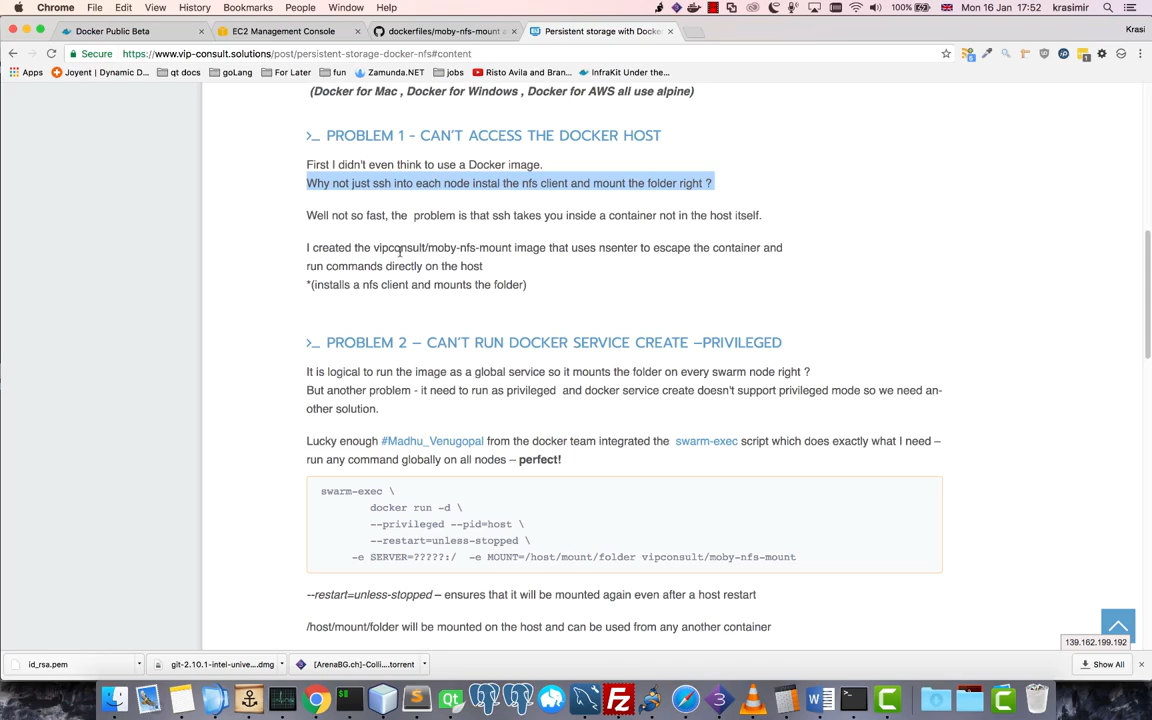 Chrome File Edit View History Bookmarks People Window Help
100% Mon 16 Jan 17:52 krasimir
Docker Public Beta
EC2 Management Console
dockerfiles/moby-nfs-mount
Persistent storage with Docke
Krasi
Secure https://www.vip-consult.solutions/post/persistent-storage-docker-nfs#content
Apps Joyent | Dynamic D... qt docs goLang For Later fun Zamunda.NET jobs Risto Avila and Bran... InfraKit Under the...
(Docker for Mac , Docker for Windows , Docker for AWS all use alpine)
>_ PROBLEM 1 - CAN'T ACCESS THE DOCKER HOST
First I didn't even think to use a Docker image.
Why not just ssh into each node instal the nfs client and mount the folder right ?
Well not so fast, the problem is that ssh takes you inside a container not in the host itself.
I created the vipconsult/moby-nfs-mount image that uses nsenter to escape the container and
run commands directly on the host
*(installs a nfs client and mounts the folder)
>_ PROBLEM 2 – CAN'T RUN DOCKER SERVICE CREATE –PRIVILEGED
It is logical to run the image as a global service so it mounts the folder on every swarm node right ?
But another problem - it need to run as privileged and docker service create doesn't support privileged mode so we need an-
other solution.
Lucky enough #Madhu_Venugopal from the docker team integrated the swarm-exec script which does exactly what I need –
run any command globally on all nodes – perfect!
swarm-exec \
docker run -d \
--privileged --pid=host \
--restart=unless-stopped \
-e SERVER=?????:/ -e MOUNT=/host/mount/folder vipconsult/moby-nfs-mount
--restart=unless-stopped – ensures that it will be mounted again even after a host restart
/host/mount/folder will be mounted on the host and can be used from any another container
139.162.199.192
id_rsa.pem
git-2.10.1-intel-unive....dmg
[ArenaBG.ch]-Colli....torrent
Show All